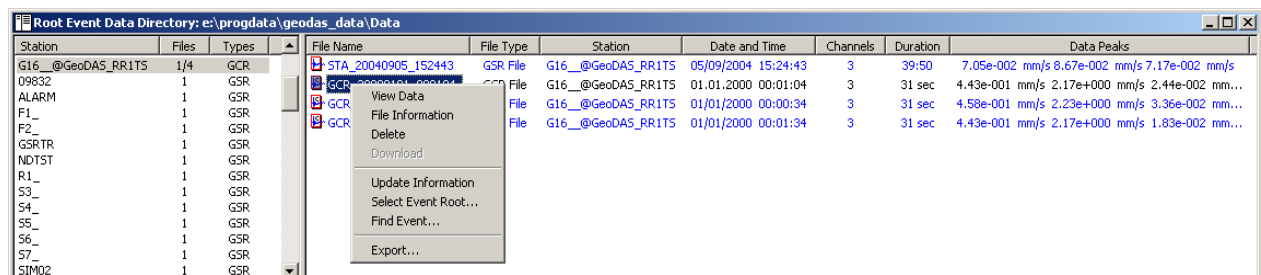 Root Event Data Directory: e:\progdata\geodas_data\Data
Station Files Types
G16__@GeoDAS_RR1TS 1/4 GCR
09832 1 GSR
ALARM 1 GSR
F1_ 1 GSR
F2_ 1 GSR
GSRTR 1 GSR
NDTST 1 GSR
R1_ 1 GSR
S3_ 1 GSR
S4_ 1 GSR
S5_ 1 GSR
S6_ 1 GSR
S7_ 1 GSR
SIM02 1 GSR
File Name File Type Station Date and Time Channels Duration Data Peaks
STA_20040905_152443 GSR File G16__@GeoDAS_RR1TS 05/09/2004 15:24:43 3 39:50 7.05e-002 mm/s 8.67e-002 mm/s 7.17e-002 mm/s
File G16__@GeoDAS_RR1TS 01.01.2000 00:01:04 3 31 sec 4.43e-001 mm/s 2.17e+000 mm/s 2.44e-002 mm...
GCR File G16__@GeoDAS_RR1TS 01/01/2000 00:00:34 3 31 sec 4.58e-001 mm/s 2.23e+000 mm/s 3.36e-002 mm...
GCR File G16__@GeoDAS_RR1TS 01/01/2000 00:01:34 3 31 sec 4.43e-001 mm/s 2.17e+000 mm/s 1.83e-002 mm...
View Data
File Information
Delete
Download
Update Information
Select Event Root...
Find Event...
Export...